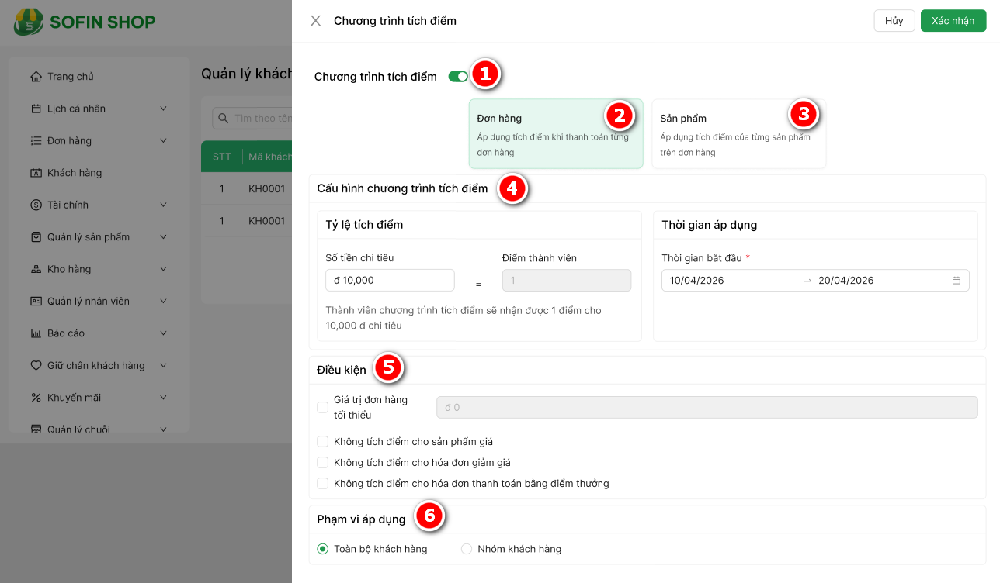 SOFIN SHOP
Chương trình tích điểm
Hủy
Xác nhận
Trang chủ
Lịch cá nhân
Đơn hàng
Khách hàng
Tài chính
Quản lý sản phẩm
Kho hàng
Quản lý nhân viên
Báo cáo
Giữ chân khách hàng
Khuyến mãi
Quản lý chuỗi
Quản lý khách
Tìm theo tên
STT
Mã khách
1
KH0001
1
KH0001
Chương trình tích điểm
1
Đơn hàng
2
Áp dụng tích điểm khi thanh toán từng
đơn hàng
Sản phẩm
3
Áp dụng tích điểm của từng sản phẩm
trên đơn hàng
Cấu hình chương trình tích điểm
4
Tỷ lệ tích điểm
Số tiền chi tiêu
đ 10,000
=
Điểm thành viên
1
Thành viên chương trình tích điểm sẽ nhận được 1 điểm cho
10,000 đ chi tiêu
Thời gian áp dụng
Thời gian bắt đầu *
10/04/2026 → 20/04/2026
Điều kiện
5
Giá trị đơn hàng
tối thiểu
đ 0
Không tích điểm cho sản phẩm giá
Không tích điểm cho hóa đơn giảm giá
Không tích điểm cho hóa đơn thanh toán bằng điểm thưởng
Phạm vi áp dụng
6
Toàn bộ khách hàng
Nhóm khách hàng